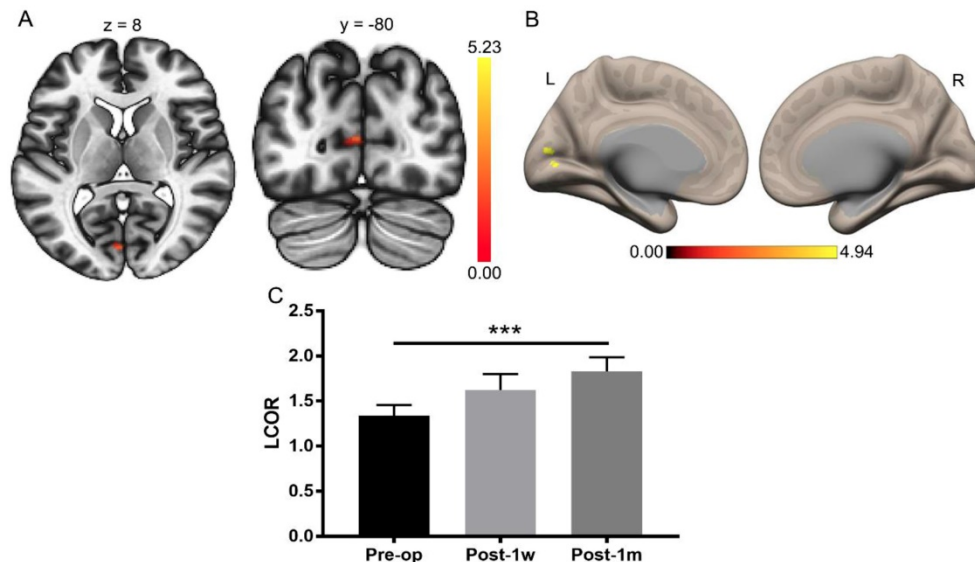 A
z = 8
y = -80
5.23
0.00
B
L
R
0.00
4.94
C
2.5
2.0
1.5
1.0
0.5
0.0
LCOR
***
Pre-op
Post-1w
Post-1m